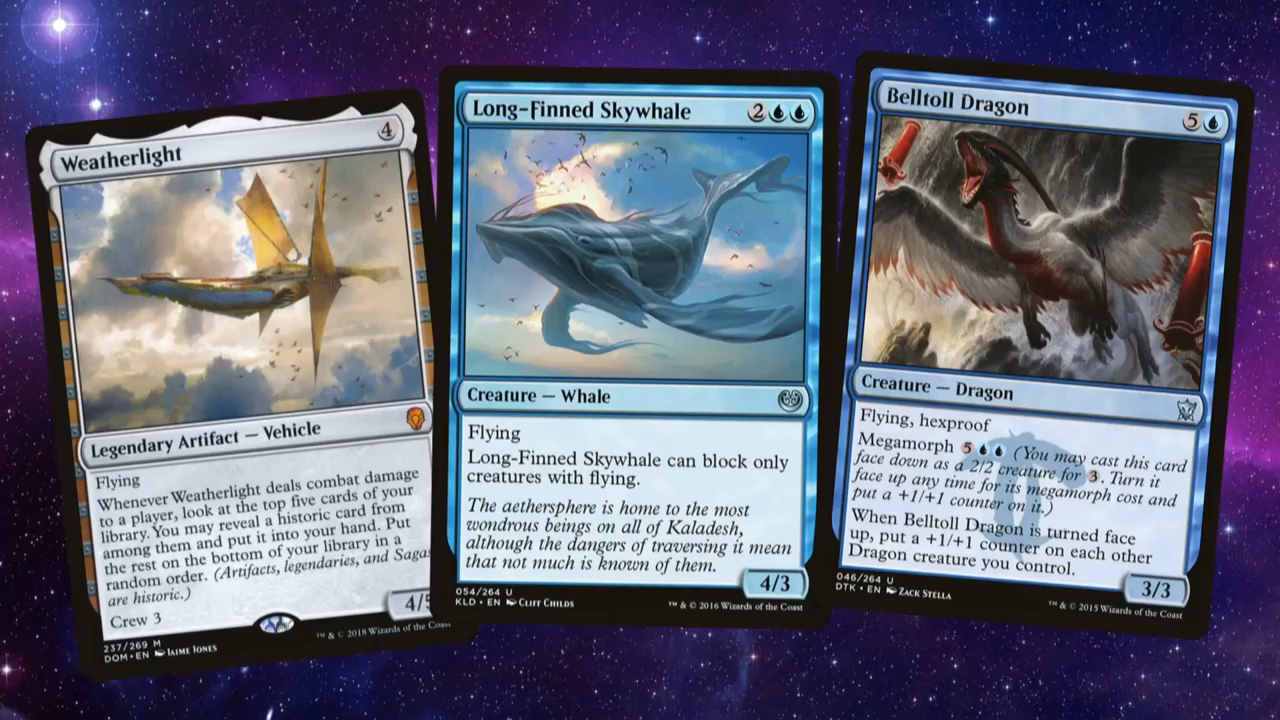 Weatherlight
4
Legendary Artifact — Vehicle
Flying
Whenever Weatherlight deals combat damage
to a player, look at the top five cards of your
library. You may reveal a historic card from
among them and put it into your hand. Put
the rest on the bottom of your library in a
random order. (Artifacts, legendaries, and Sagas
are historic.)
Crew 3
4/5
237/269 M
DOM • EN Jaime Jones
™ & © 2018 Wizards of the Coast
Long-Finned Skywhale
2
Creature — Whale
Flying
Long-Finned Skywhale can block only
creatures with flying.
The aethersphere is home to the most
wondrous beings on all of Kaladesh,
although the dangers of traversing it mean
that not much is known of them.
4/3
054/264 U
KLD • EN Cliff Childs
™ & © 2016 Wizards of the Coast
Belltoll Dragon
5
Creature — Dragon
Flying, hexproof
Megamorph 5 (You may cast this card
face down as a 2/2 creature for 3. Turn it
face up any time for its megamorph cost and
put a +1/+1 counter on it.)
When Belltoll Dragon is turned face
up, put a +1/+1 counter on each other
Dragon creature you control.
3/3
046/264 U
DTK • EN Zack Stella
™ & © 2015 Wizards of the Coast